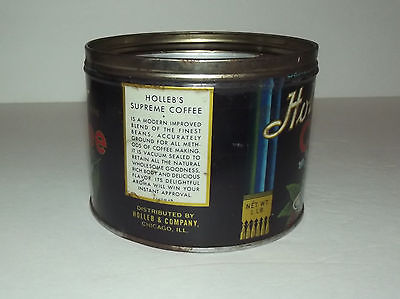 HOLLEB'S
SUPREME COFFEE
IS A MODERN IMPROVED
BLEND OF THE FINEST
BEANS. ACCURATELY
GROUND FOR ALL METH-
ODS OF COFFEE MAKING.
IT IS VACUUM SEALED TO
RETAIN ALL THE NATURAL
WHOLESOME GOODNESS,
RICH BODY AND DELICIOUS
FLAVOR. ITS DELIGHTFUL
AROMA WILL WIN YOUR
INSTANT APPROVAL.
DISTRIBUTED BY
HOLLEB & COMPANY,
CHICAGO, ILL.
NET WT.
1 LB.
Ho